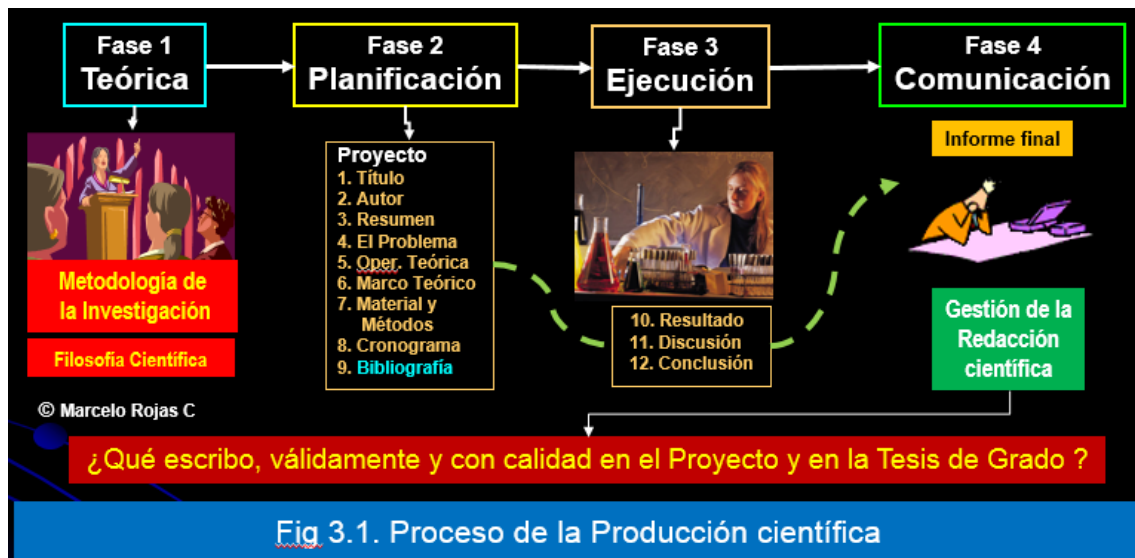 Fase 1
Teórica
Fase 2
Planificación
Fase 3
Ejecución
Fase 4
Comunicación
Metodología de
la Investigación
Filosofía Científica
Proyecto
1. Título
2. Autor
3. Resumen
4. El Problema
5. Oper. Teórica
6. Marco Teórico
7. Material y
Métodos
8. Cronograma
9. Bibliografía
10. Resultado
11. Discusión
12. Conclusión
Informe final
Gestión de la
Redacción
científica
© Marcelo Rojas C
¿Qué escribo, válidamente y con calidad en el Proyecto y en la Tesis de Grado ?
Fig 3.1. Proceso de la Producción científica